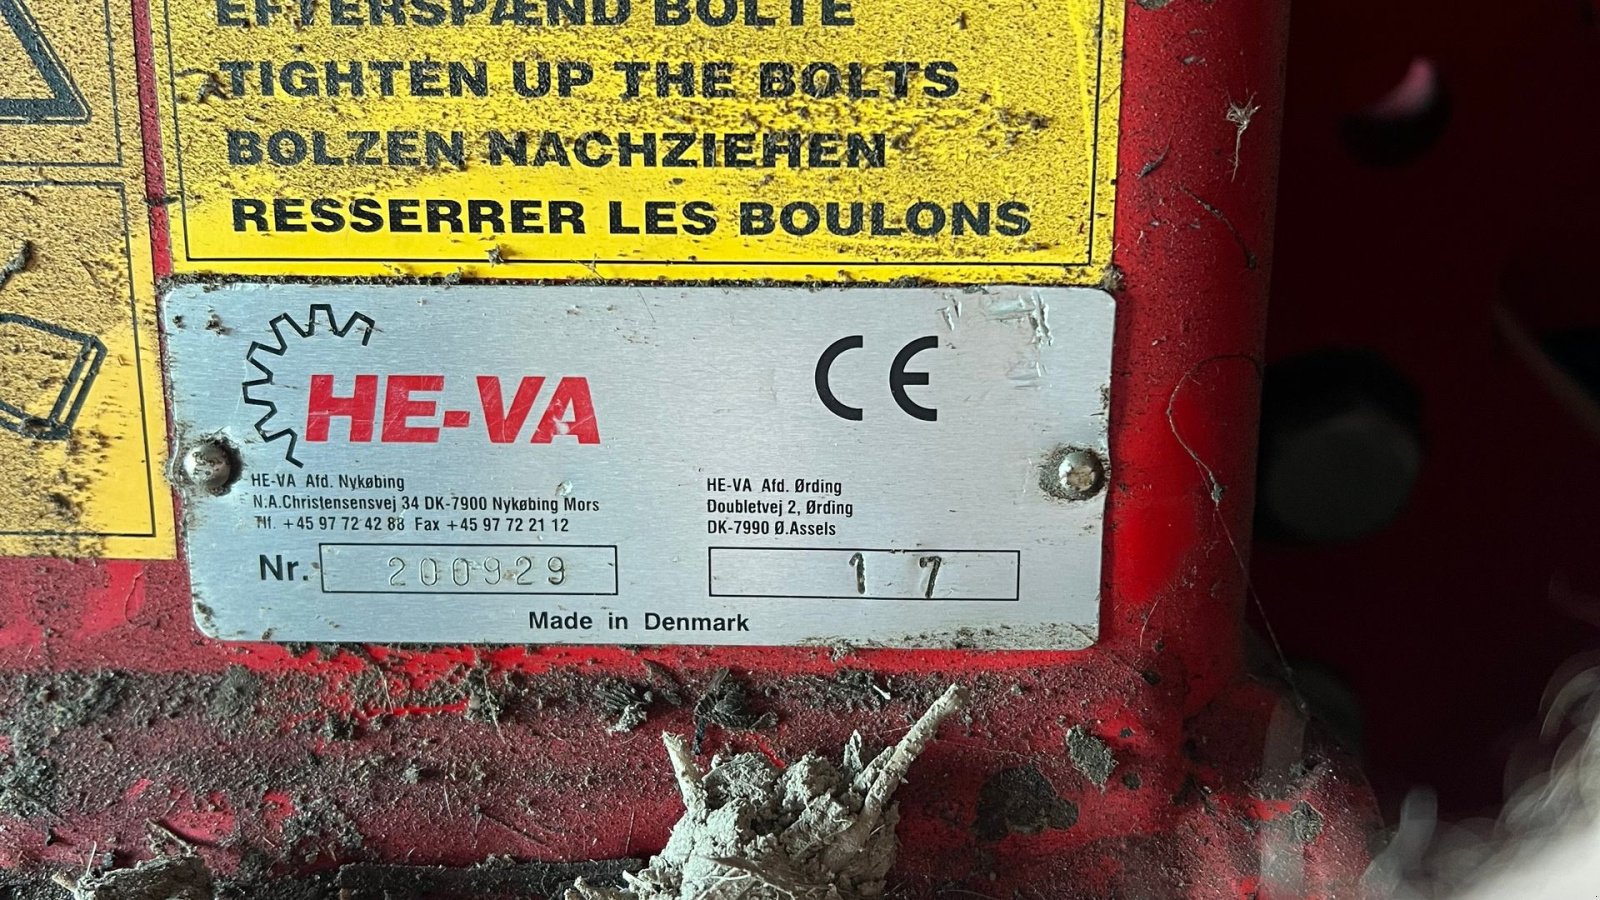 EFTERSPÆND BOLTE
TIGHTEN UP THE BOLTS
BOLZEN NACHZIEHEN
RESSERRER LES BOULONS
HE-VA
CE
HE-VA Afd. Nykøbing
N.A.Christensensvej 34 DK-7900 Nykøbing Mors
Tlf. +45 97 72 42 88 Fax +45 97 72 21 12
HE-VA Afd. Ørding
Doubletvej 2, Ørding
DK-7990 Ø.Assels
Nr. 200929
17
Made in Denmark